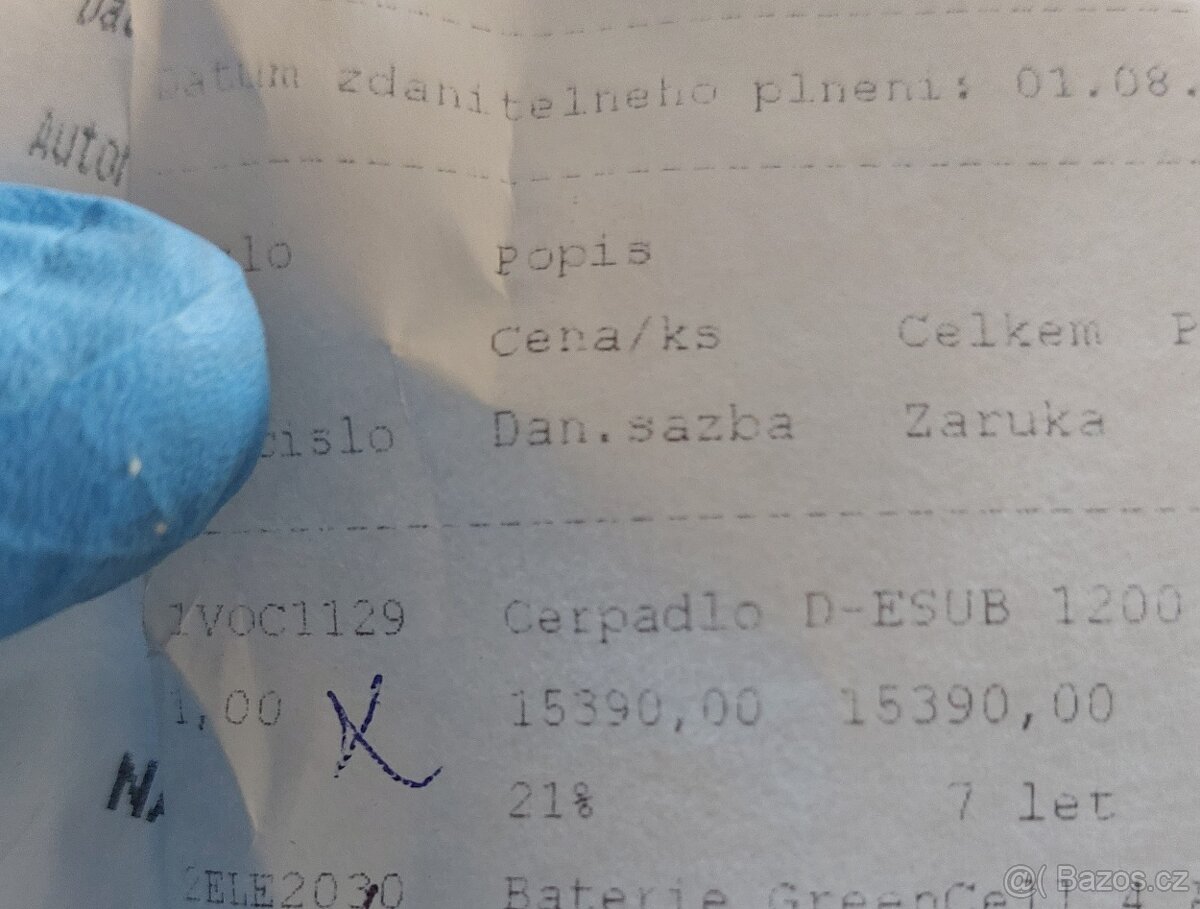 Datum zdanitelneho plneni: 01.08.
Popis
Cena/ks Celkem P
cislo Dan.sazba Zaruka
1VOC1129 Cerpadlo D-ESUB 1200
1,00 15390,00 15390,00
21% 7 let
2ELE2030 Baterie GreenCell 4
@( Bazos.cz